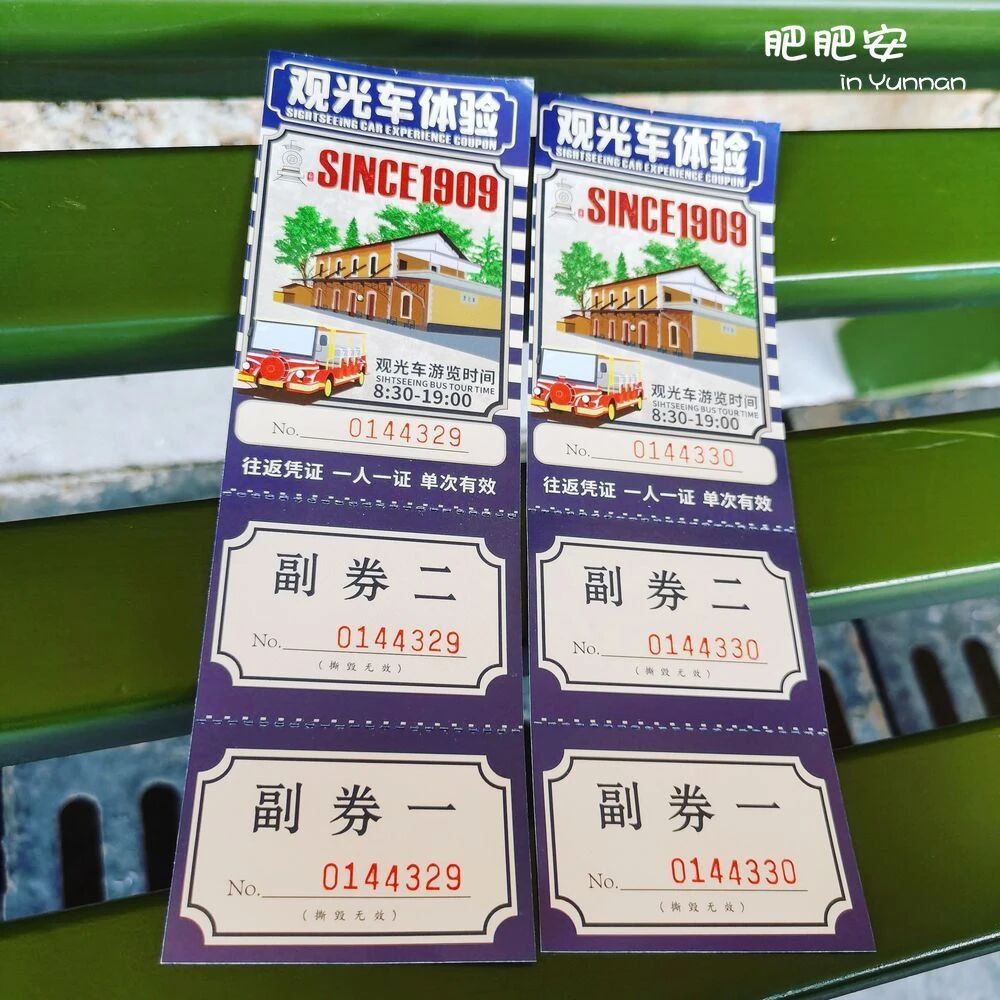 肥肥安
in Yunnan
观光车体验
SIGHTSEEING CAR EXPERIENCE COUPON
SINCE1909
观光车游览时间
SIHTSEEING BUS TOUR TIME
8:30-19:00
No. 0144329
往返凭证 一人一证 单次有效
副券二
No. 0144329
(撕毁无效)
副券一
No. 0144329
(撕毁无效)
观光车体验
SIGHTSEEING CAR EXPERIENCE COUPON
SINCE1909
观光车游览时间
SIHTSEEING BUS TOUR TIME
8:30-19:00
No. 0144330
往返凭证 一人一证 单次有效
副券二
No. 0144330
(撕毁无效)
副券一
No. 0144330
(撕毁无效)